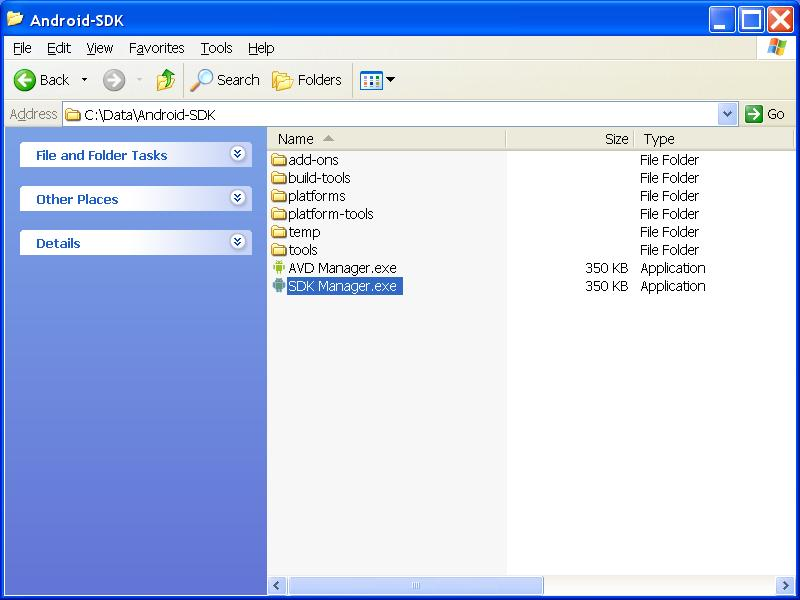 Android-SDK
File Edit View Favorites Tools Help
Back Search Folders
Address C:\Data\Android-SDK Go
File and Folder Tasks
Other Places
Details
Name Size Type
add-ons File Folder
build-tools File Folder
platforms File Folder
platform-tools File Folder
temp File Folder
tools File Folder
AVD Manager.exe 350 KB Application
SDK Manager.exe 350 KB Application